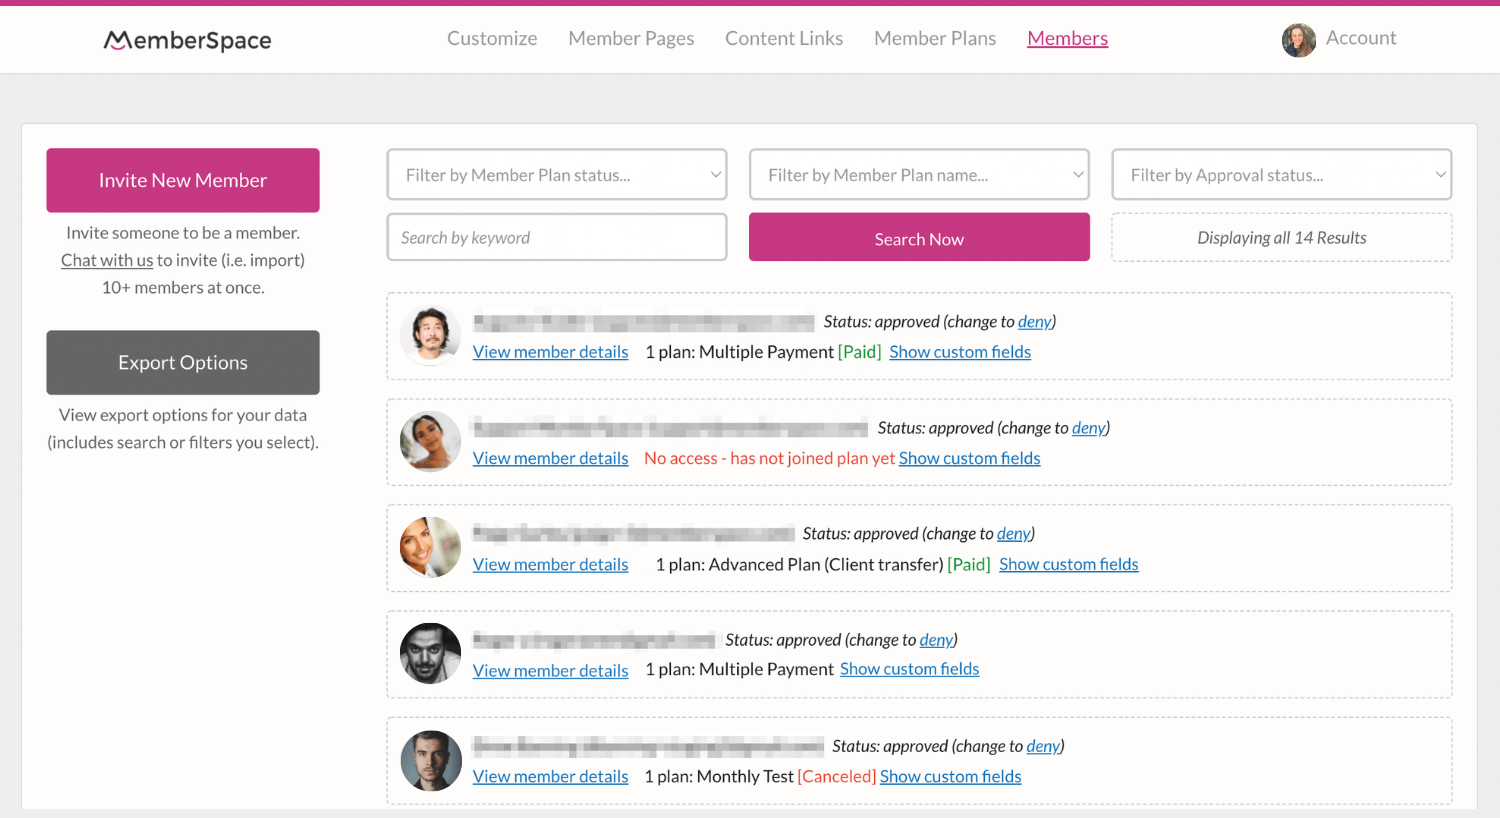 MemberSpace
Customize
Member Pages
Content Links
Member Plans
Members
Account
Invite New Member
Invite someone to be a member.
Chat with us to invite (i.e. import)
10+ members at once.
Export Options
View export options for your data
(includes search or filters you select).
Filter by Member Plan status...
Filter by Member Plan name...
Filter by Approval status...
Search by keyword
Search Now
Displaying all 14 Results
Status: approved (change to deny)
View member details 1 plan: Multiple Payment [Paid] Show custom fields
Status: approved (change to deny)
View member details No access - has not joined plan yet Show custom fields
Status: approved (change to deny)
View member details 1 plan: Advanced Plan (Client transfer) [Paid] Show custom fields
Status: approved (change to deny)
View member details 1 plan: Multiple Payment Show custom fields
Status: approved (change to deny)
View member details 1 plan: Monthly Test [Canceled] Show custom fields